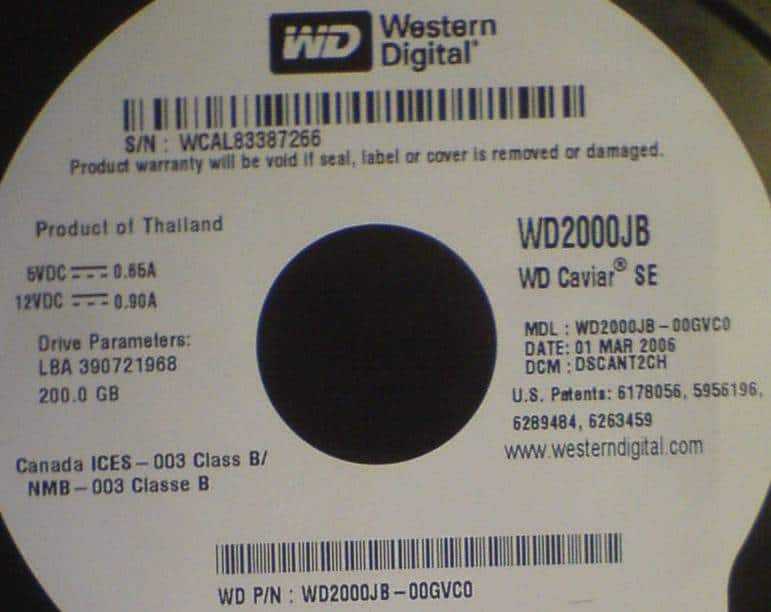 WD Western
Digital®
S/N : WCAL83387266
Product warranty will be void if seal, label or cover is removed or damaged.
Product of Thailand
5VDC ⎓ 0.65A
12VDC ⎓ 0.90A
Drive Parameters:
LBA 390721968
200.0 GB
Canada ICES – 003 Class B/
NMB – 003 Classe B
WD2000JB
WD Caviar® SE
MDL : WD2000JB – 00GVC0
DATE: 01 MAR 2006
DCM : DSCANT2CH
U.S. Patents: 6178056, 5956196,
6289484, 6263459
www.westerndigital.com
WD P/N : WD2000JB – 00GVC0